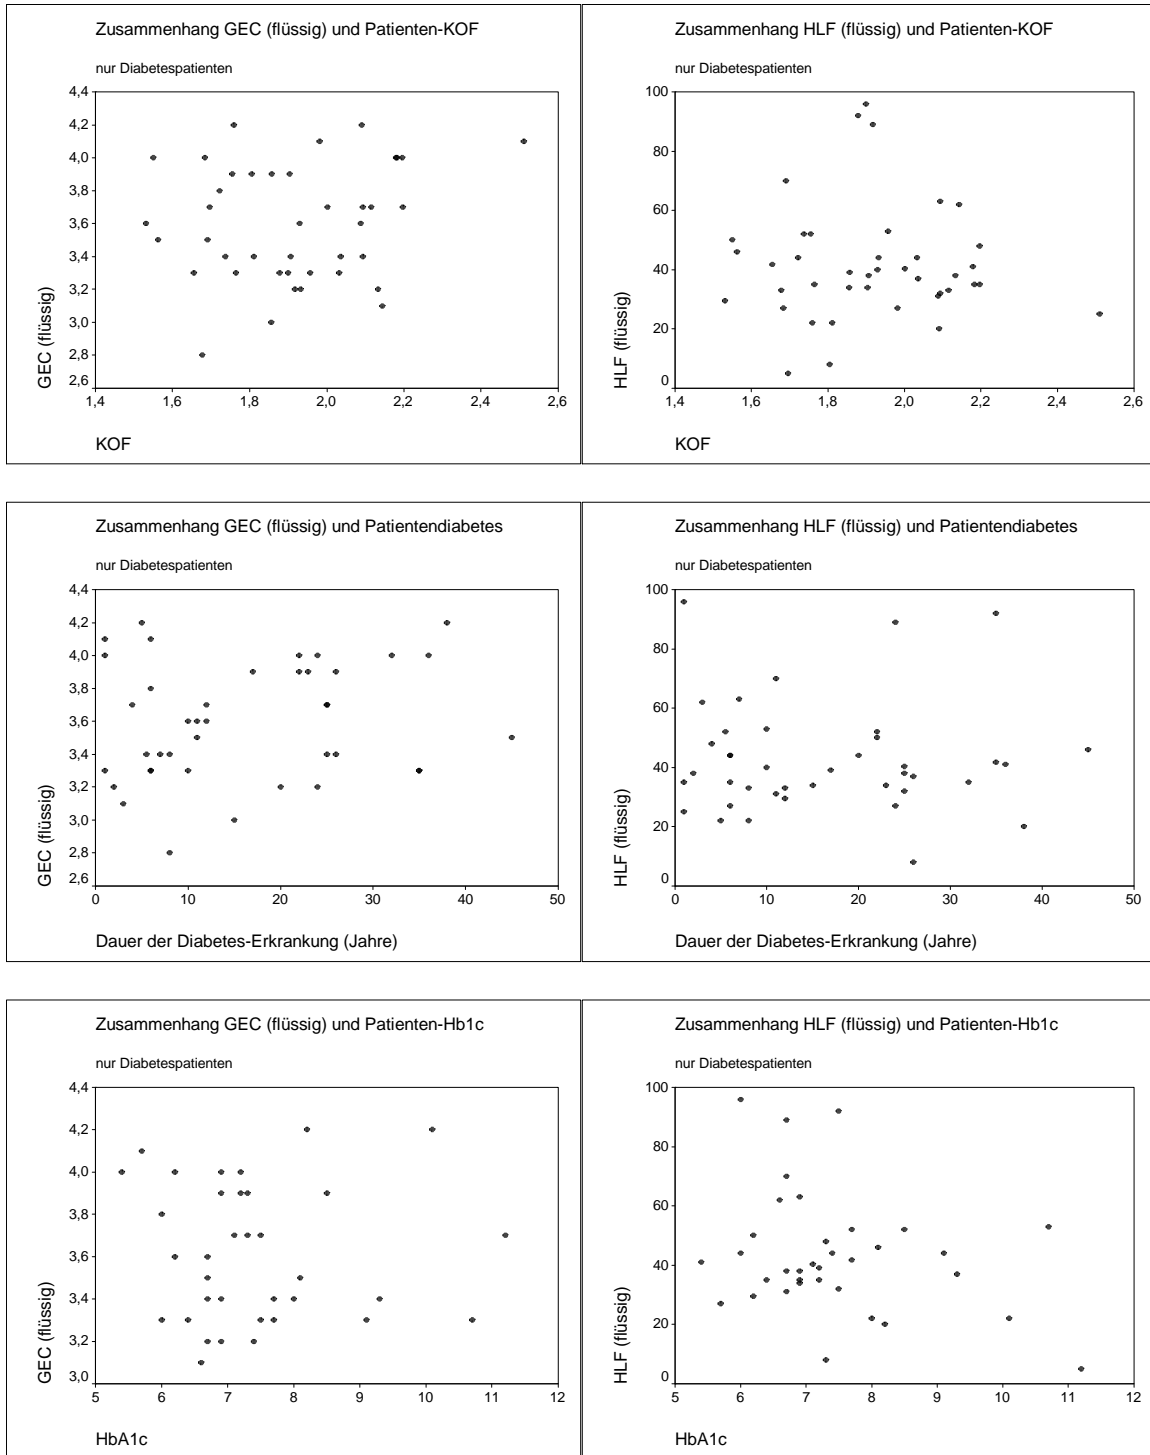 Zusammenhang GEC (flüssig) und Patienten-KOF
nur Diabetespatienten
GEC (flüssig)
4,4
4,2
4,0
3,8
3,6
3,4
3,2
3,0
2,8
2,6
1,4 1,6 1,8 2,0 2,2 2,4 2,6
KOF
Zusammenhang HLF (flüssig) und Patienten-KOF
nur Diabetespatienten
HLF (flüssig)
100
80
60
40
20
0
1,4 1,6 1,8 2,0 2,2 2,4 2,6
KOF
Zusammenhang GEC (flüssig) und Patientendiabetes
nur Diabetespatienten
GEC (flüssig)
4,4
4,2
4,0
3,8
3,6
3,4
3,2
3,0
2,8
2,6
0 10 20 30 40 50
Dauer der Diabetes-Erkrankung (Jahre)
Zusammenhang HLF (flüssig) und Patientendiabetes
nur Diabetespatienten
HLF (flüssig)
100
80
60
40
20
0
0 10 20 30 40 50
Dauer der Diabetes-Erkrankung (Jahre)
Zusammenhang GEC (flüssig) und Patienten-Hb1c
nur Diabetespatienten
GEC (flüssig)
4,4
4,2
4,0
3,8
3,6
3,4
3,2
3,0
5 6 7 8 9 10 11 12
HbA1c
Zusammenhang HLF (flüssig) und Patienten-Hb1c
nur Diabetespatienten
HLF (flüssig)
100
80
60
40
20
0
5 6 7 8 9 10 11 12
HbA1c